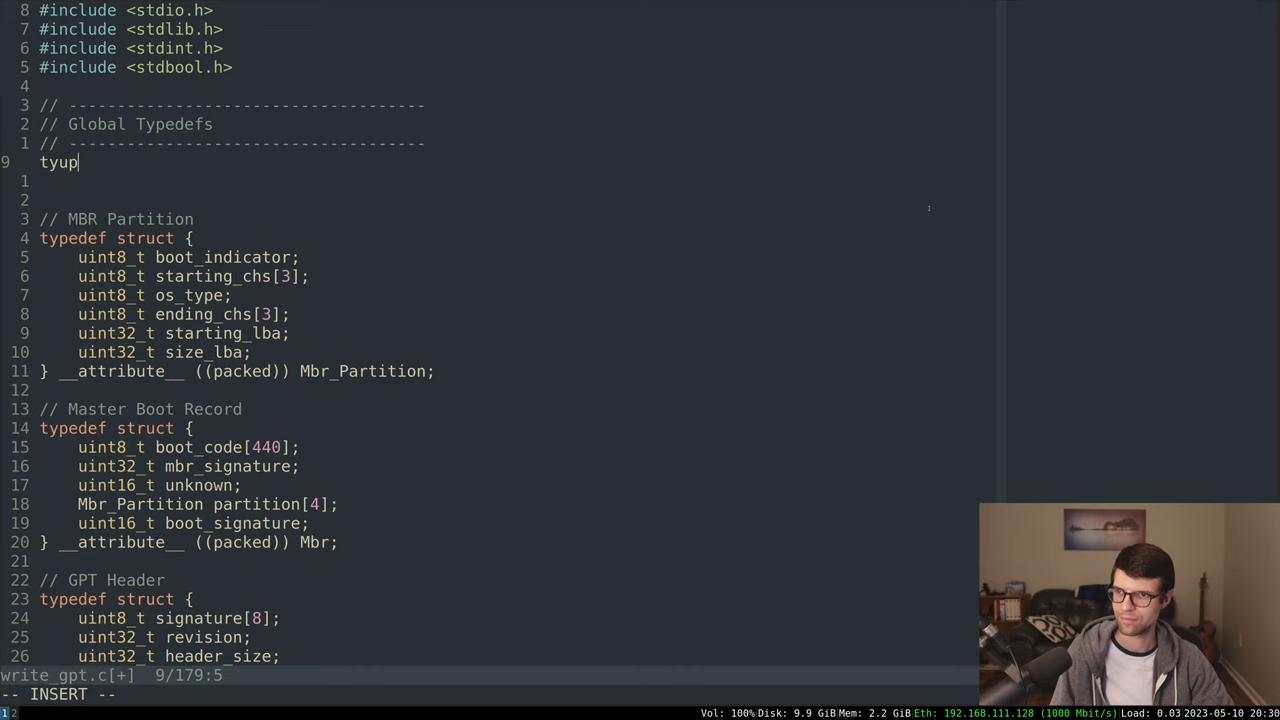 8 #include <stdio.h>
7 #include <stdlib.h>
6 #include <stdint.h>
5 #include <stdbool.h>
4
3 // -------------------------------------
2 // Global Typedefs
1 // -------------------------------------
9 tyup
1
2
3 // MBR Partition
4 typedef struct {
5 uint8_t boot_indicator;
6 uint8_t starting_chs[3];
7 uint8_t os_type;
8 uint8_t ending_chs[3];
9 uint32_t starting_lba;
10 uint32_t size_lba;
11 } __attribute__ ((packed)) Mbr_Partition;
12
13 // Master Boot Record
14 typedef struct {
15 uint8_t boot_code[440];
16 uint32_t mbr_signature;
17 uint16_t unknown;
18 Mbr_Partition partition[4];
19 uint16_t boot_signature;
20 } __attribute__ ((packed)) Mbr;
21
22 // GPT Header
23 typedef struct {
24 uint8_t signature[8];
25 uint32_t revision;
26 uint32_t header_size;
write_gpt.c[+] 9/179:5
-- INSERT --
1 2 Vol: 100% Disk: 9.9 GiB Mem: 2.2 GiB Eth: 192.168.111.128 (1000 Mbit/s) Load: 0.03 2023-05-10 20:30